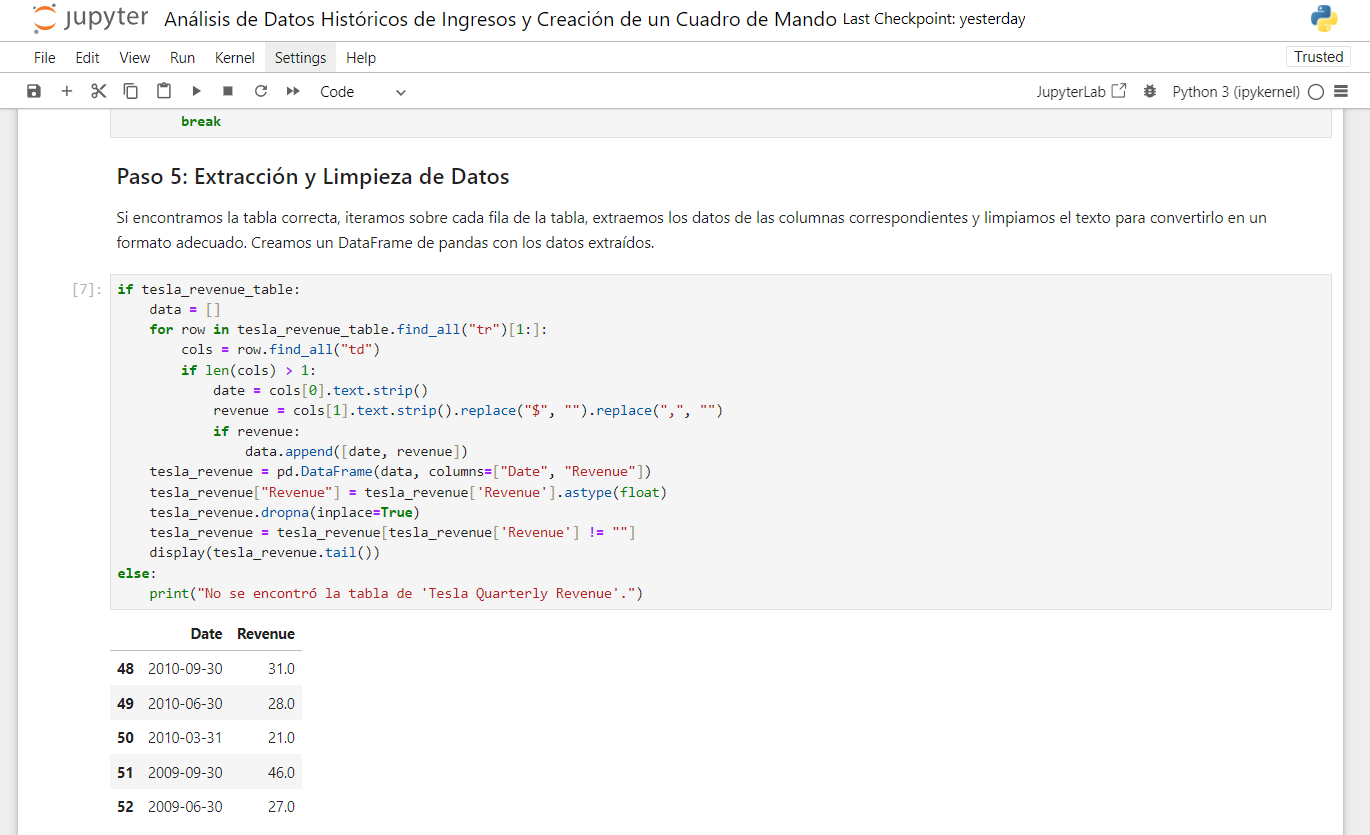 jupyter Análisis de Datos Históricos de Ingresos y Creación de un Cuadro de Mando Last Checkpoint: yesterday
File Edit View Run Kernel Settings Help Trusted
Code JupyterLab Python 3 (ipykernel)
break
Paso 5: Extracción y Limpieza de Datos
Si encontramos la tabla correcta, iteramos sobre cada fila de la tabla, extraemos los datos de las columnas correspondientes y limpiamos el texto para convertirlo en un
formato adecuado. Creamos un DataFrame de pandas con los datos extraídos.
[7]: if tesla_revenue_table:
    data = []
    for row in tesla_revenue_table.find_all("tr")[1:]:
        cols = row.find_all("td")
        if len(cols) > 1:
            date = cols[0].text.strip()
            revenue = cols[1].text.strip().replace("$", "").replace(",", "")
            if revenue:
                data.append([date, revenue])
    tesla_revenue = pd.DataFrame(data, columns=["Date", "Revenue"])
    tesla_revenue["Revenue"] = tesla_revenue['Revenue'].astype(float)
    tesla_revenue.dropna(inplace=True)
    tesla_revenue = tesla_revenue[tesla_revenue['Revenue'] != ""]
    display(tesla_revenue.tail())
else:
    print("No se encontró la tabla de 'Tesla Quarterly Revenue'.")
Date Revenue
48 2010-09-30 31.0
49 2010-06-30 28.0
50 2010-03-31 21.0
51 2009-09-30 46.0
52 2009-06-30 27.0